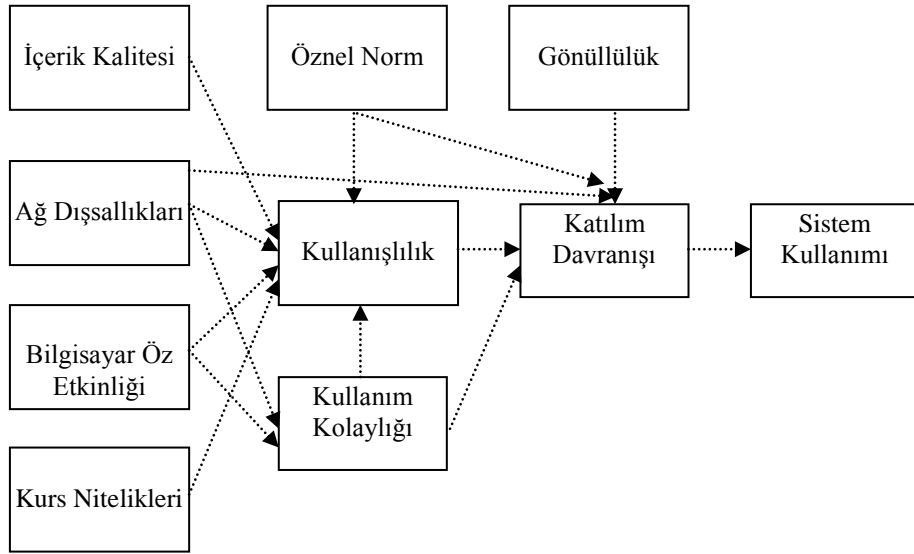 İçerik Kalitesi
Öznel Norm
Gönüllülük
Ağ Dışsallıkları
Kullanışlılık
Katılım
Davranışı
Sistem
Kullanımı
Bilgisayar Öz
Etkinliği
Kullanım
Kolaylığı
Kurs Nitelikleri